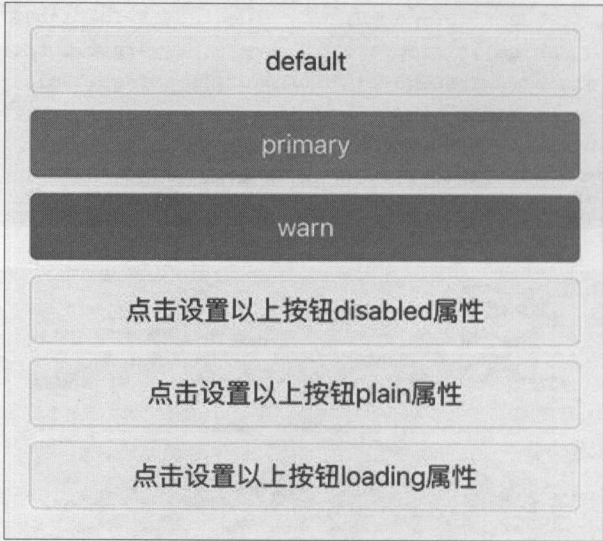 default
primary
warn
点击设置以上按钮disabled属性
点击设置以上按钮plain属性
点击设置以上按钮loading属性